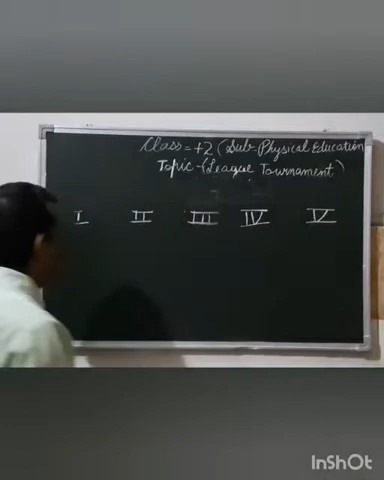 Class = +2 (Sub- Physical Education
Topic - (League Tournament)
I II III IV V
InShOt